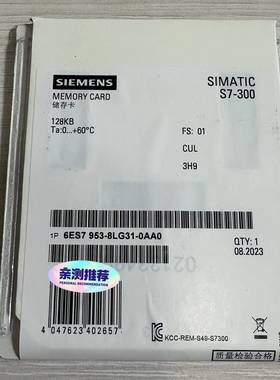 SIEMENS
SIMATIC
S7-300
MEMORY CARD
储存卡
128KB
Ta:0...+60°C
FS: 01
CUL
3H9
1P 6ES7 953-8LG31-0AA0
QTY: 1
08.2023
亲测推荐
PERSONAL RECOMMENDATION
4 047623 402657
KCC-REM-S49-S7300
质量检验合格